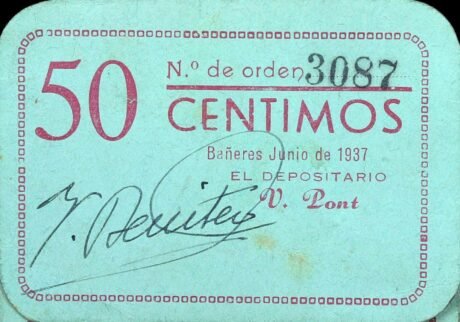 50
N.º de orden 3087
CENTIMOS
Bañeres Junio de 1937
EL DEPOSITARIO
V. Pont